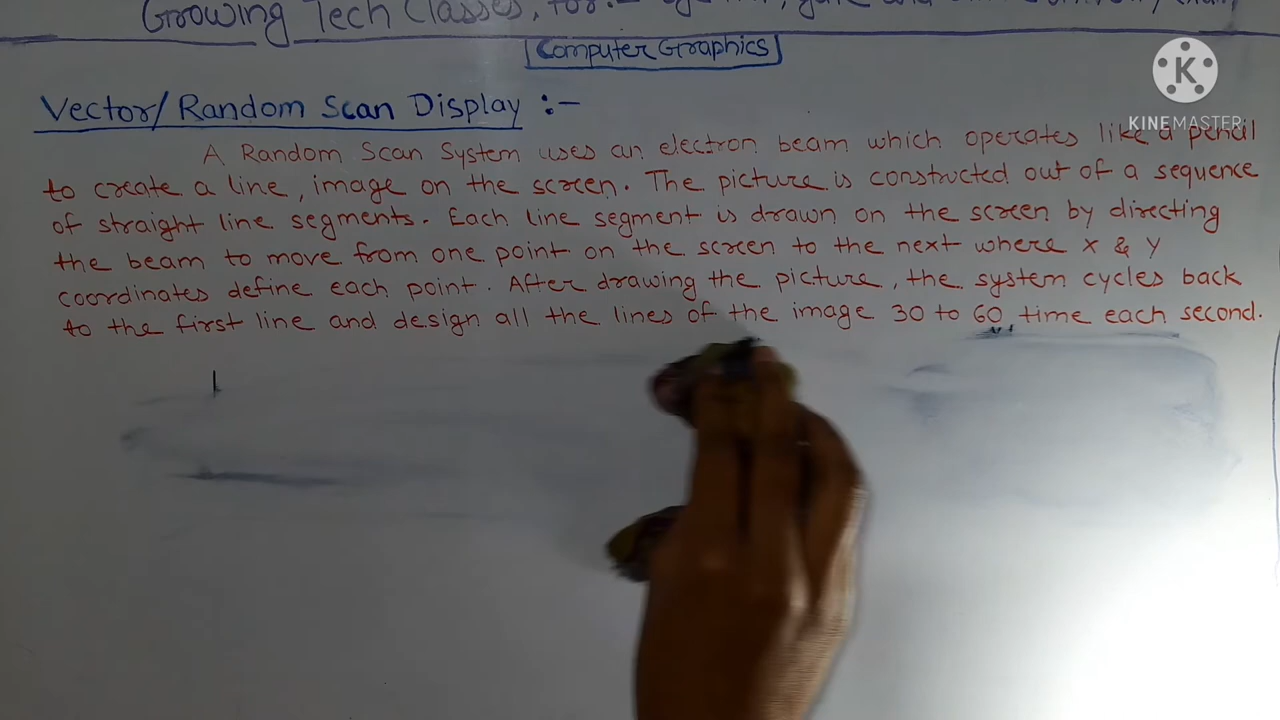 Growing Tech Classes, for:-
Computer Graphics
K
KINEMASTER
Vector/Random Scan Display :-
A Random Scan System uses an electron beam which operates like a pencil
to create a line, image on the screen. The picture is constructed out of a sequence
of straight line segments. Each line segment is drawn on the screen by directing
the beam to move from one point on the screen to the next where x & y
coordinates define each point. After drawing the picture, the system cycles back
to the first line and design all the lines of the image 30 to 60 time each second.